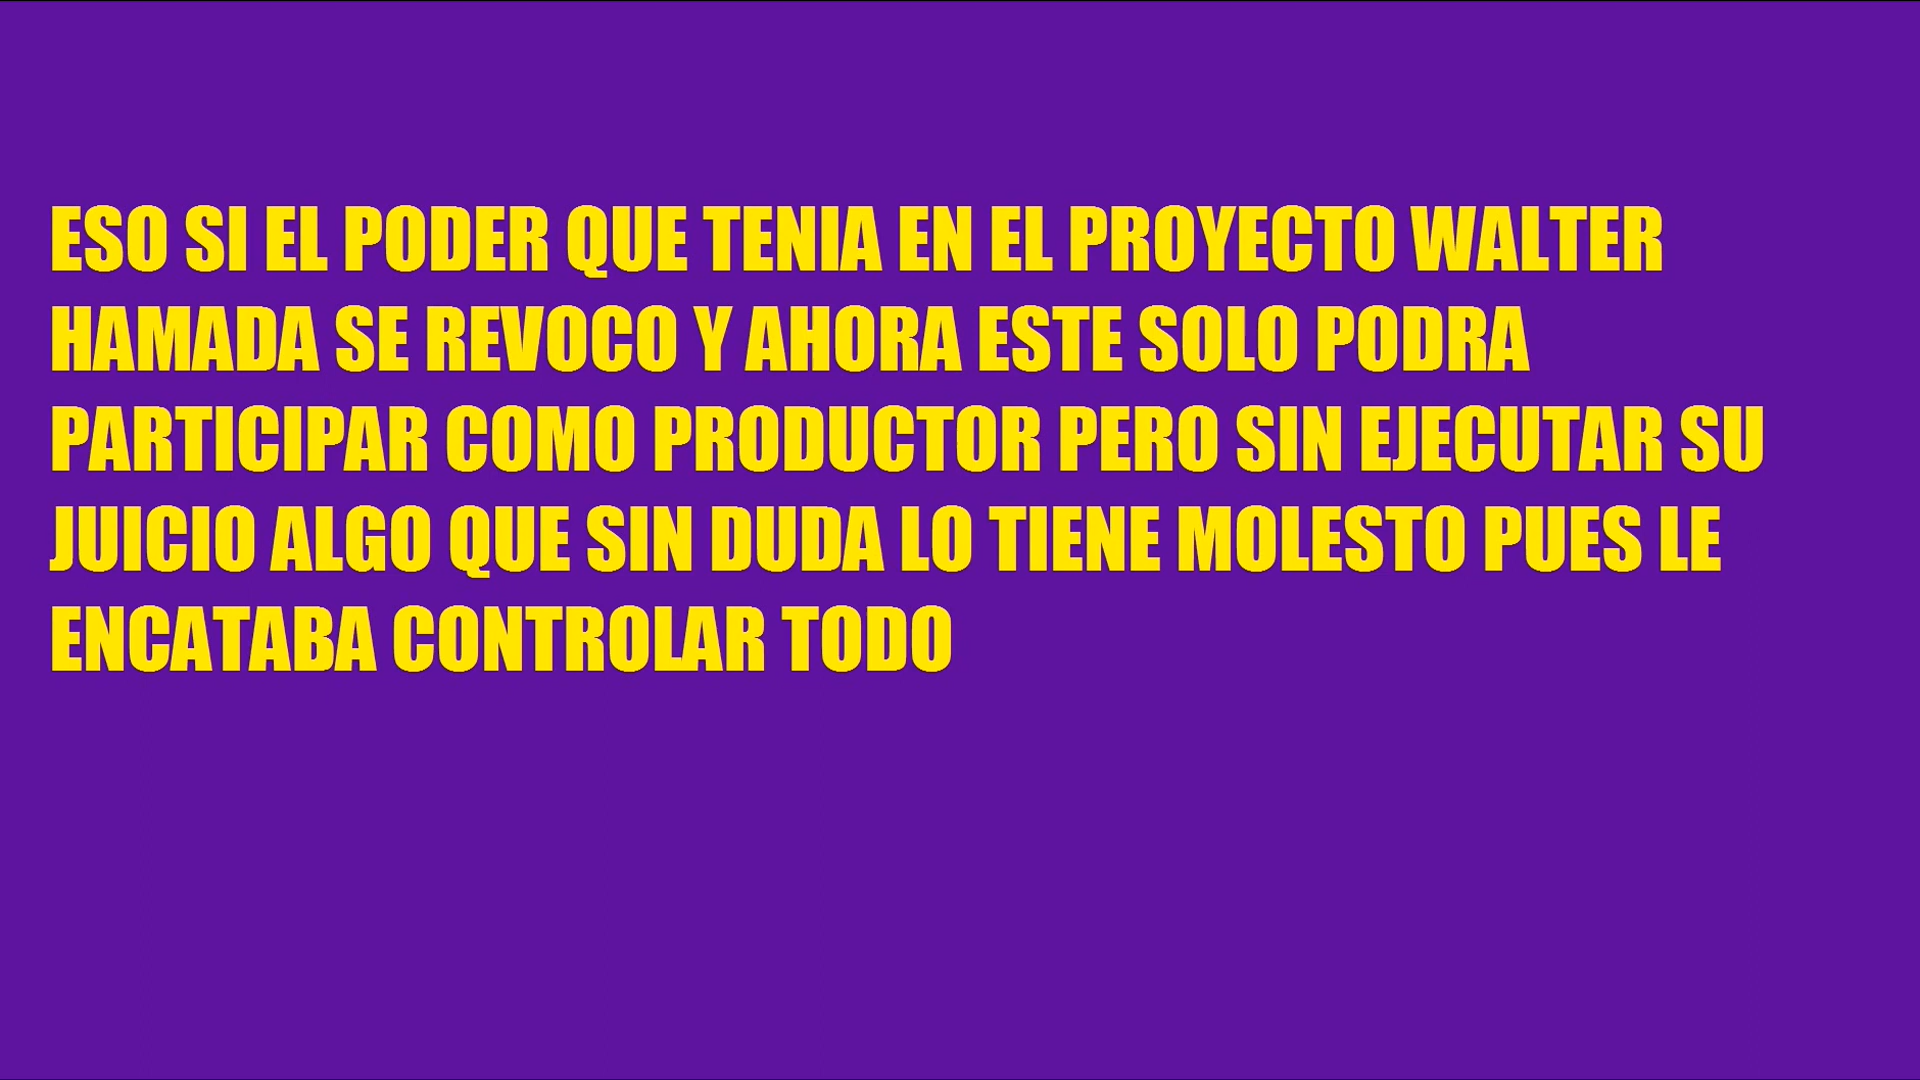 ESO SI EL PODER QUE TENIA EN EL PROYECTO WALTER
HAMADA SE REVOCO Y AHORA ESTE SOLO PODRA
PARTICIPAR COMO PRODUCTOR PERO SIN EJECUTAR SU
JUICIO ALGO QUE SIN DUDA LO TIENE MOLESTO PUES LE
ENCATABA CONTROLAR TODO